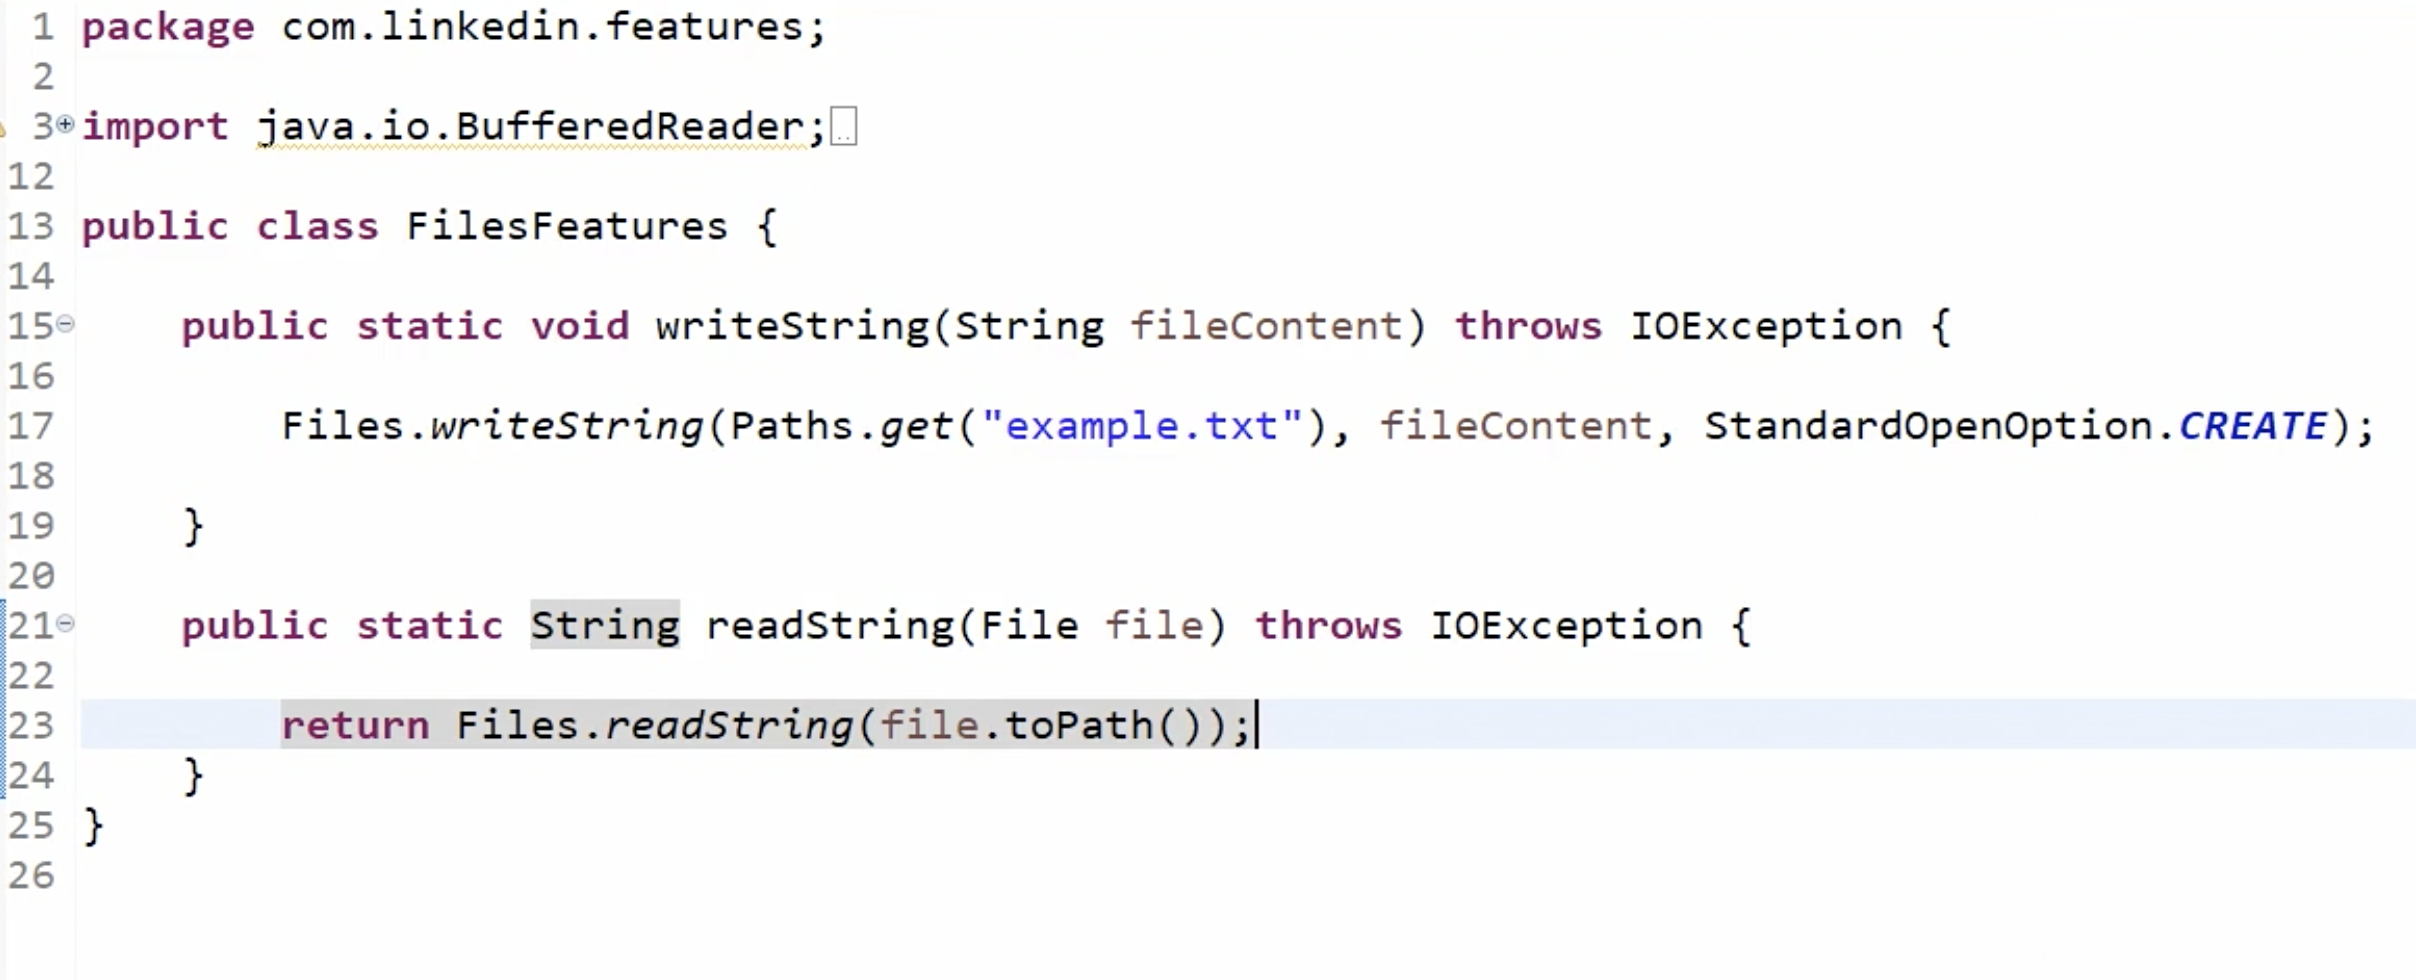 1 package com.linkedin.features;
2
3 import java.io.BufferedReader;
12
13 public class FilesFeatures {
14
15 public static void writeString(String fileContent) throws IOException {
16
17 Files.writeString(Paths.get("example.txt"), fileContent, StandardOpenOption.CREATE);
18
19 }
20
21 public static String readString(File file) throws IOException {
22
23 return Files.readString(file.toPath());
24 }
25 }
26